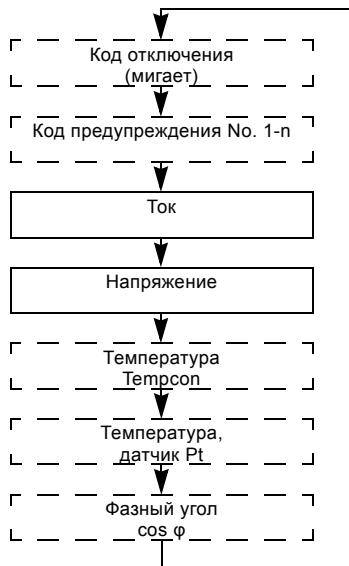 Код отключения
(мигает)
Код предупреждения No. 1-n
Ток
Напряжение
Температура
Tempcon
Температура,
датчик Pt
Фазный угол
cos φ